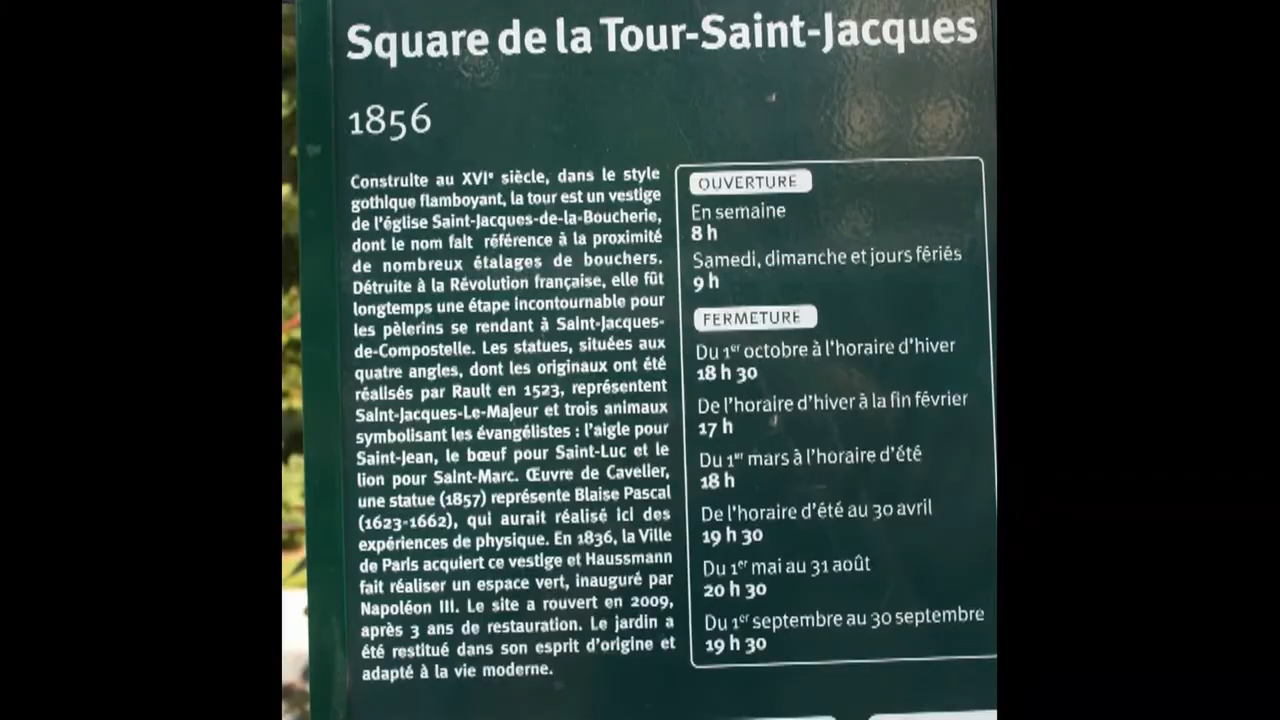 Square de la Tour-Saint-Jacques
1856
Construite au XVIe siècle, dans le style
gothique flamboyant, la tour est un vestige
de l'église Saint-Jacques-de-la-Boucherie,
dont le nom fait référence à la proximité
de nombreux étalages de bouchers.
Détruite à la Révolution française, elle fût
longtemps une étape incontournable pour
les pèlerins se rendant à Saint-Jacques-
de-Compostelle. Les statues, situées aux
quatre angles, dont les originaux ont été
réalisés par Rault en 1523, représentent
Saint-Jacques-Le-Majeur et trois animaux
symbolisant les évangélistes : l'aigle pour
Saint-Jean, le bœuf pour Saint-Luc et le
lion pour Saint-Marc. Œuvre de Cavelier,
une statue (1857) représente Blaise Pascal
(1623-1662), qui aurait réalisé ici des
expériences de physique. En 1836, la Ville
de Paris acquiert ce vestige et Haussmann
fait réaliser un espace vert, inauguré par
Napoléon III. Le site a rouvert en 2009,
après 3 ans de restauration. Le jardin a
été restitué dans son esprit d'origine et
adapté à la vie moderne.
OUVERTURE
En semaine
8 h
Samedi, dimanche et jours fériés
9 h
FERMETURE
Du 1er octobre à l'horaire d'hiver
18 h 30
De l'horaire d'hiver à la fin février
17 h
Du 1er mars à l'horaire d'été
18 h
De l'horaire d'été au 30 avril
19 h 30
Du 1er mai au 31 août
20 h 30
Du 1er septembre au 30 septembre
19 h 30